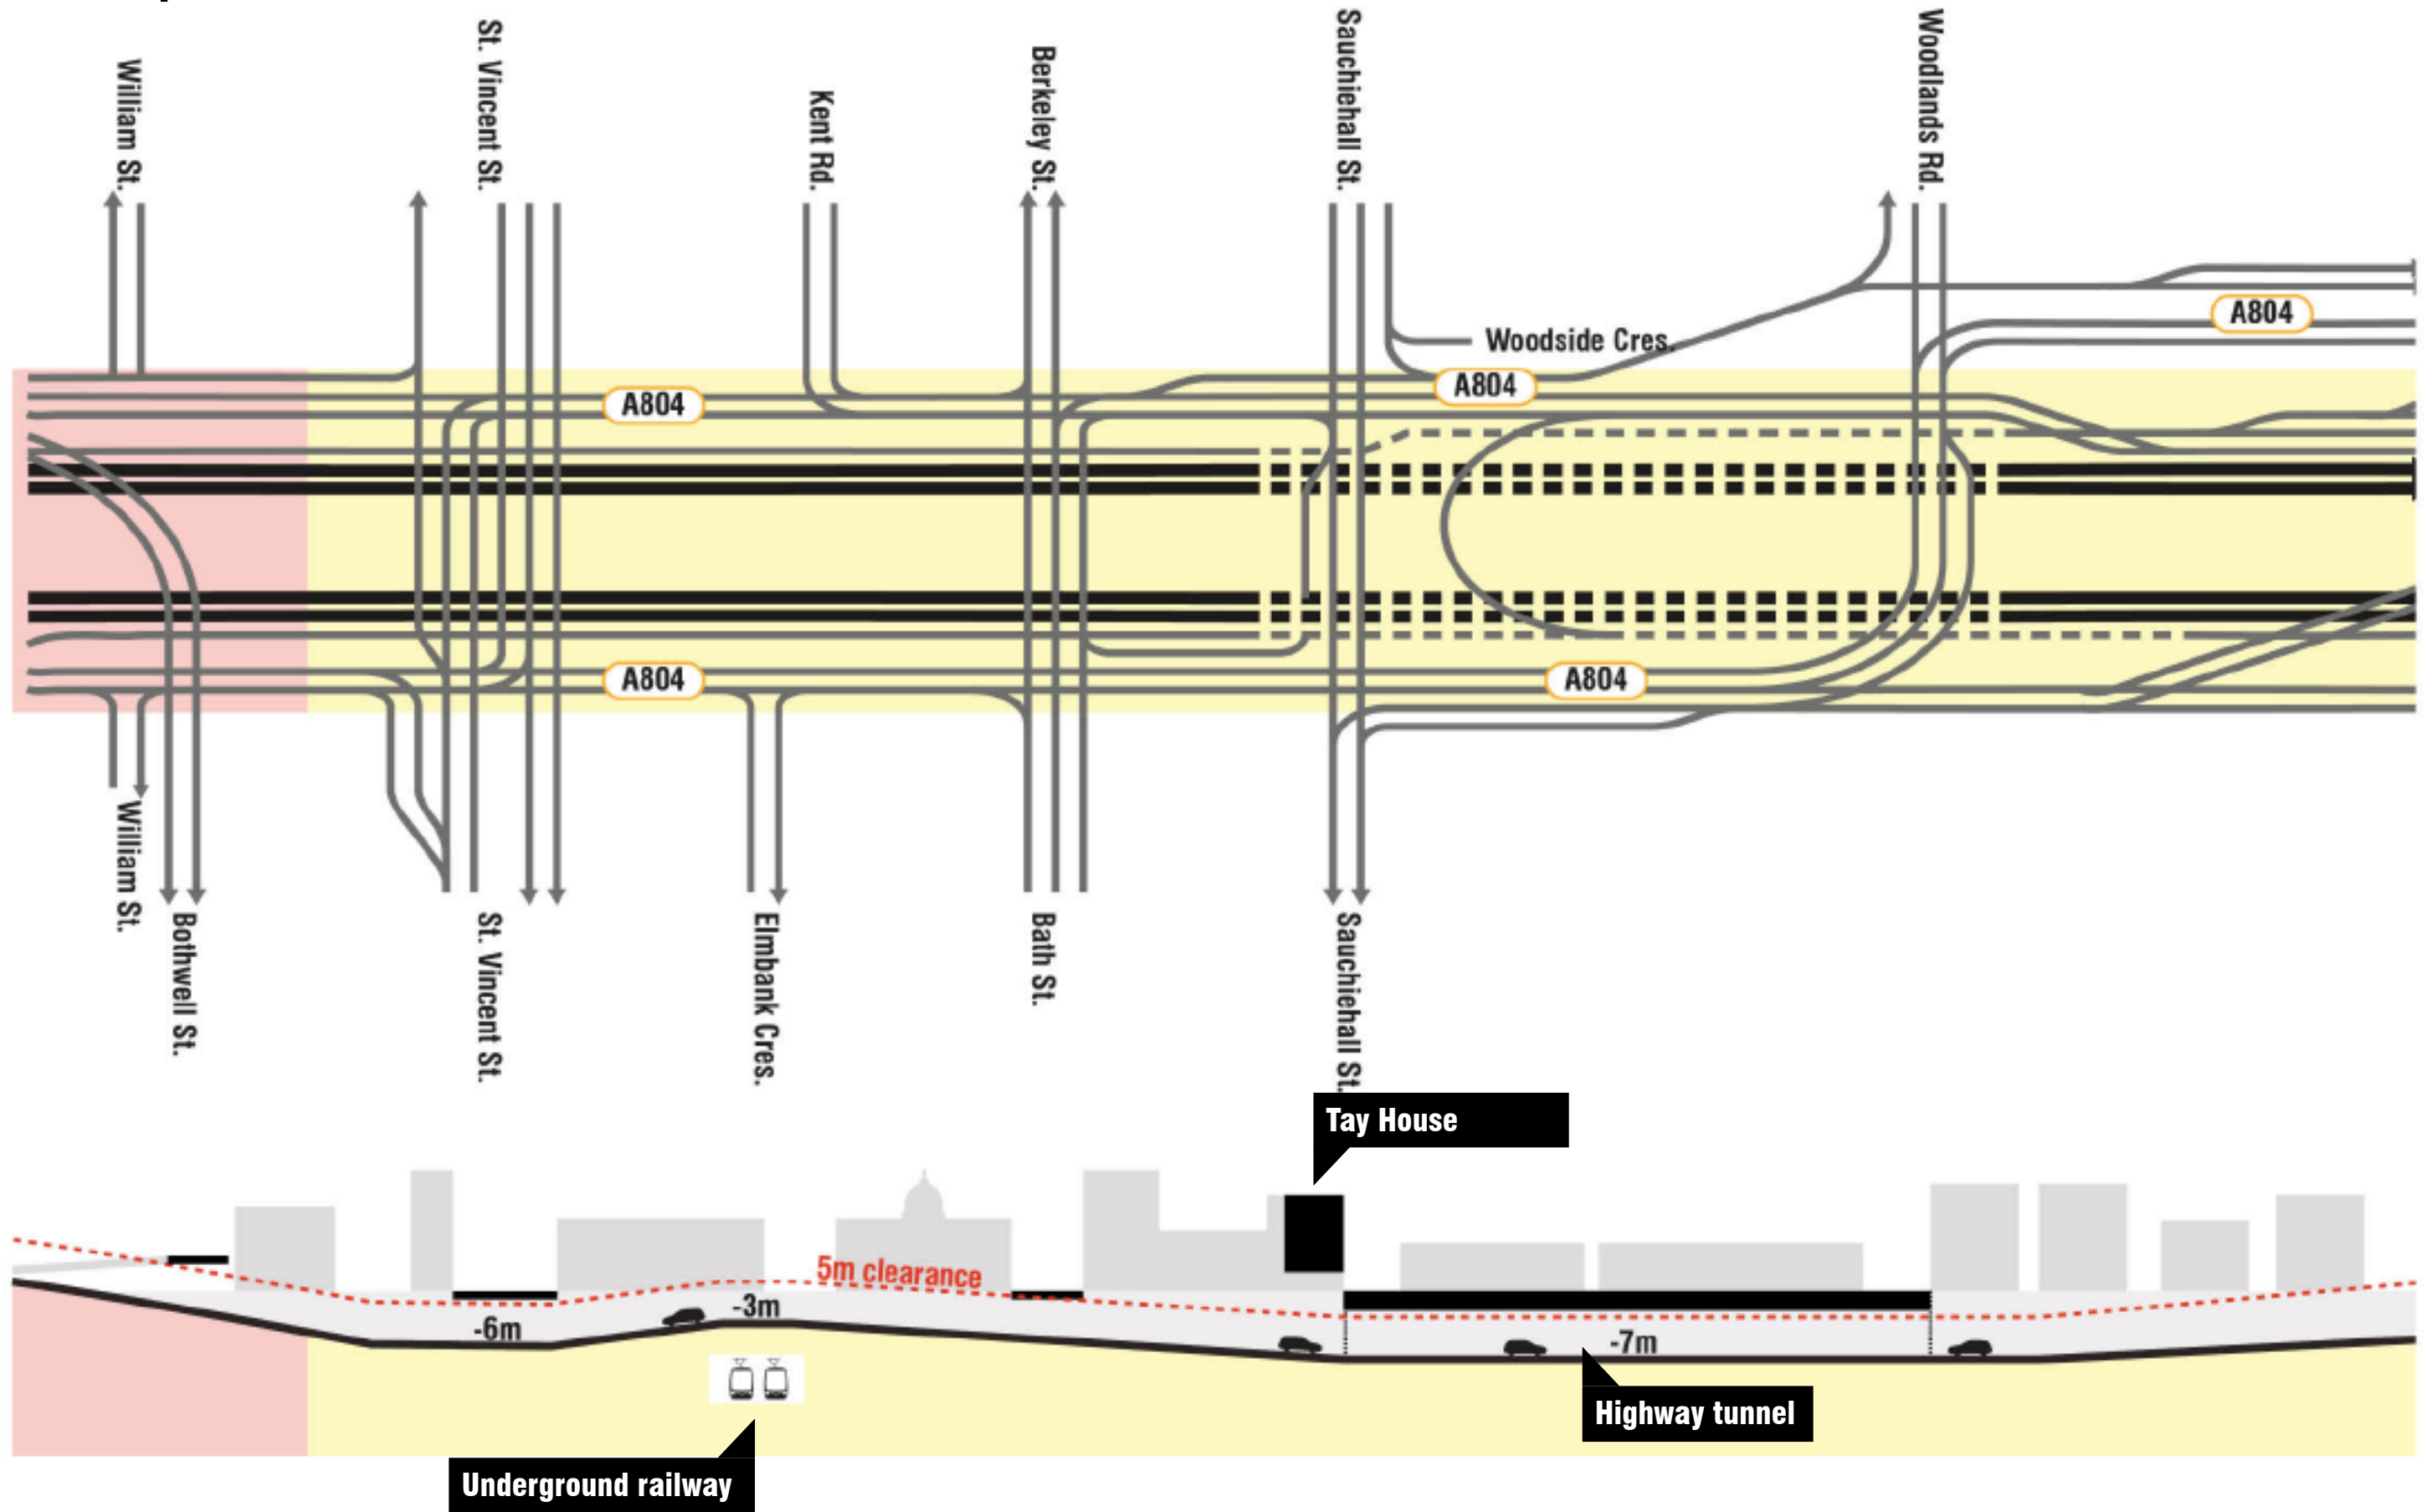 William St.
St. Vincent St.
Kent Rd.
Berkeley St.
Sauchiehall St.
Woodlands Rd.
A804
Woodside Cres.
A804
A804
A804
A804
William St.
Bothwell St.
St. Vincent St.
Elmbank Cres.
Bath St.
Sauchiehall St.
Tay House
5m clearance
-3m
-6m
-7m
Highway tunnel
Underground railway